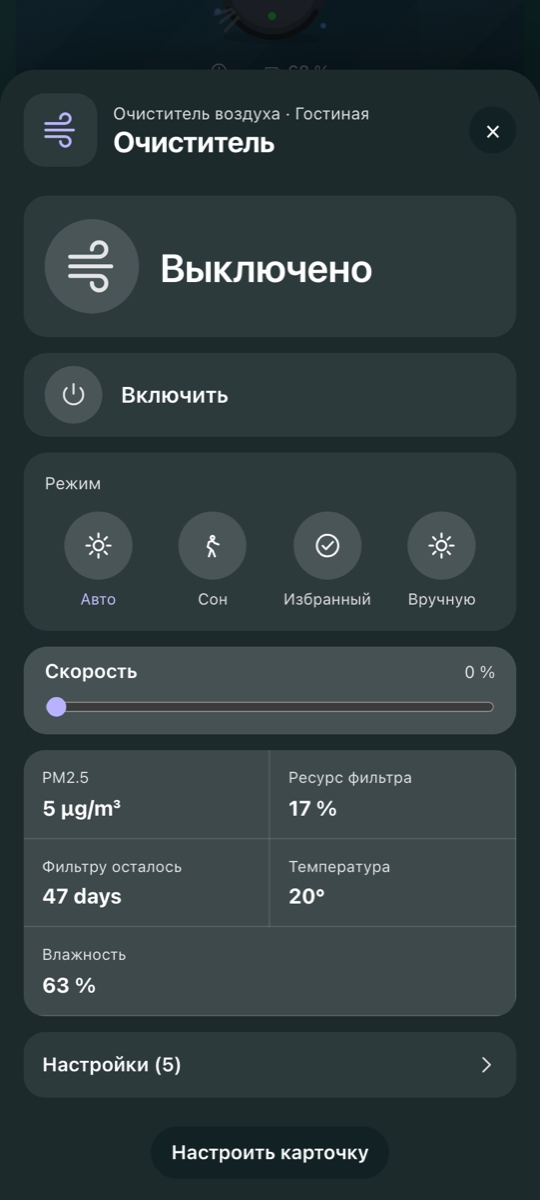 Очиститель воздуха · Гостиная
Очиститель
Выключено
Включить
Режим
Авто
Сон
Избранный
Вручную
Скорость
0 %
PM2.5
5 µg/m³
Ресурс фильтра
17 %
Фильтру осталось
47 days
Температура
20°
Влажность
63 %
Настройки (5)
Настроить карточку